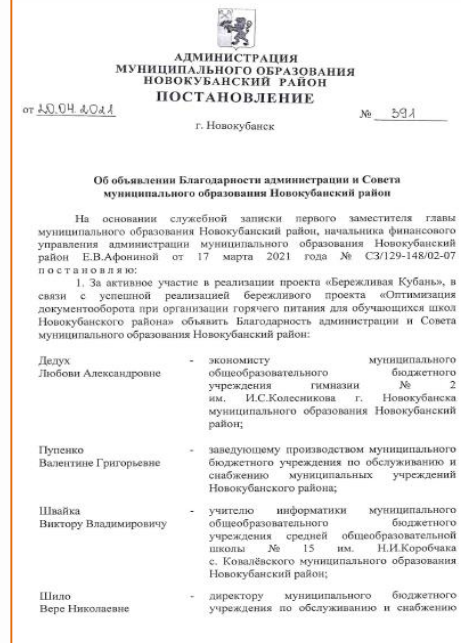 АДМИНИСТРАЦИЯ
МУНИЦИПАЛЬНОГО ОБРАЗОВАНИЯ
НОВОКУБАНСКИЙ РАЙОН
ПОСТАНОВЛЕНИЕ
от 20.04.2021 № 391
г. Новокубанск
Об объявлении Благодарности администрации и Совета
муниципального образования Новокубанский район
На основании служебной записки первого заместителя главы
муниципального образования Новокубанский район, начальника финансового
управления администрации муниципального образования Новокубанский
район Е.В.Афониной от 17 марта 2021 года № СЗ/129-148/02-07
п о с т а н о в л я ю:
1. За активное участие в реализации проекта «Бережливая Кубань», в
связи с успешной реализацией бережливого проекта «Оптимизация
документооборота при организации горячего питания для обучающихся школ
Новокубанского района» объявить Благодарность администрации и Совета
муниципального образования Новокубанский район:
Дедух - экономисту муниципального
Любови Александровне общеобразовательного бюджетного
учреждения гимназии № 2
им. И.С.Колесникова г. Новокубанска
муниципального образования Новокубанский
район;
Пупенко - заведующему производством муниципального
Валентине Григорьевне бюджетного учреждения по обслуживанию и
снабжению муниципальных учреждений
Новокубанского района;
Швайка - учителю информатики муниципального
Виктору Владимировичу общеобразовательного бюджетного
учреждения средней общеобразовательной
школы № 15 им. Н.И.Коробчака
с. Ковалёвского муниципального образования
Новокубанский район;
Шило - директору муниципального бюджетного
Вере Николаевне учреждения по обслуживанию и снабжению